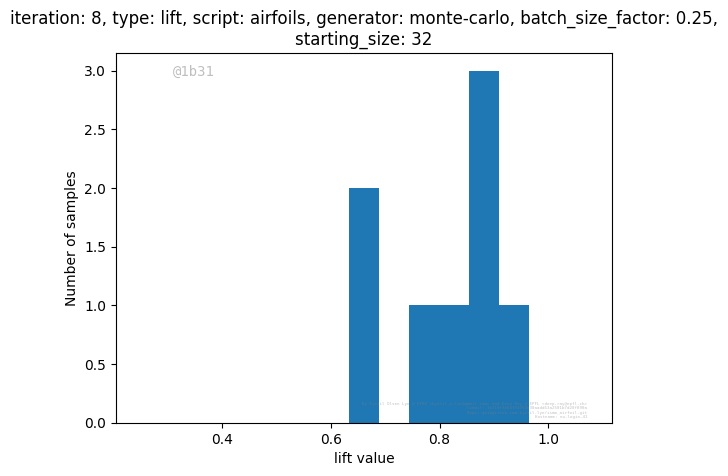 iteration: 8, type: lift, script: airfoils, generator: monte-carlo, batch_size_factor: 0.25,
starting_size: 32
@1b31
3.0
2.5
2.0
1.5
1.0
0.5
0.0
Number of samples
0.4 0.6 0.8 1.0
lift value